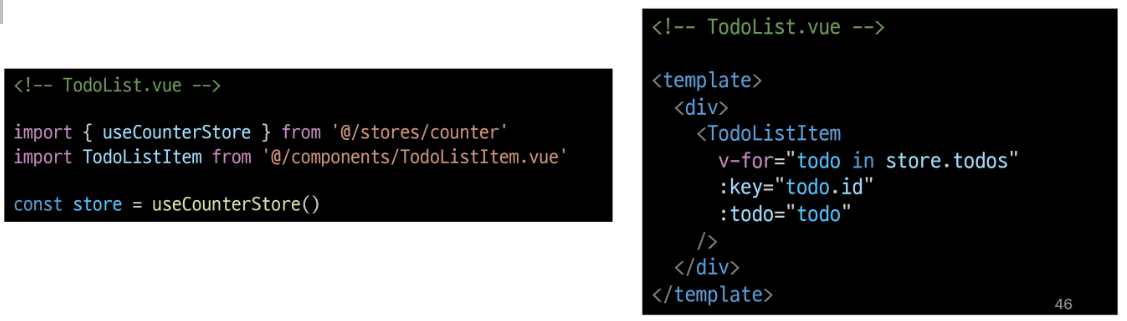 <!-- TodoList.vue -->
import { useCounterStore } from '@/stores/counter'
import TodoListItem from '@/components/TodoListItem.vue'
const store = useCounterStore()
<!-- TodoList.vue -->
<template>
<div>
<TodoListItem
v-for="todo in store.todos"
:key="todo.id"
:todo="todo"
/>
</div>
</template>
46